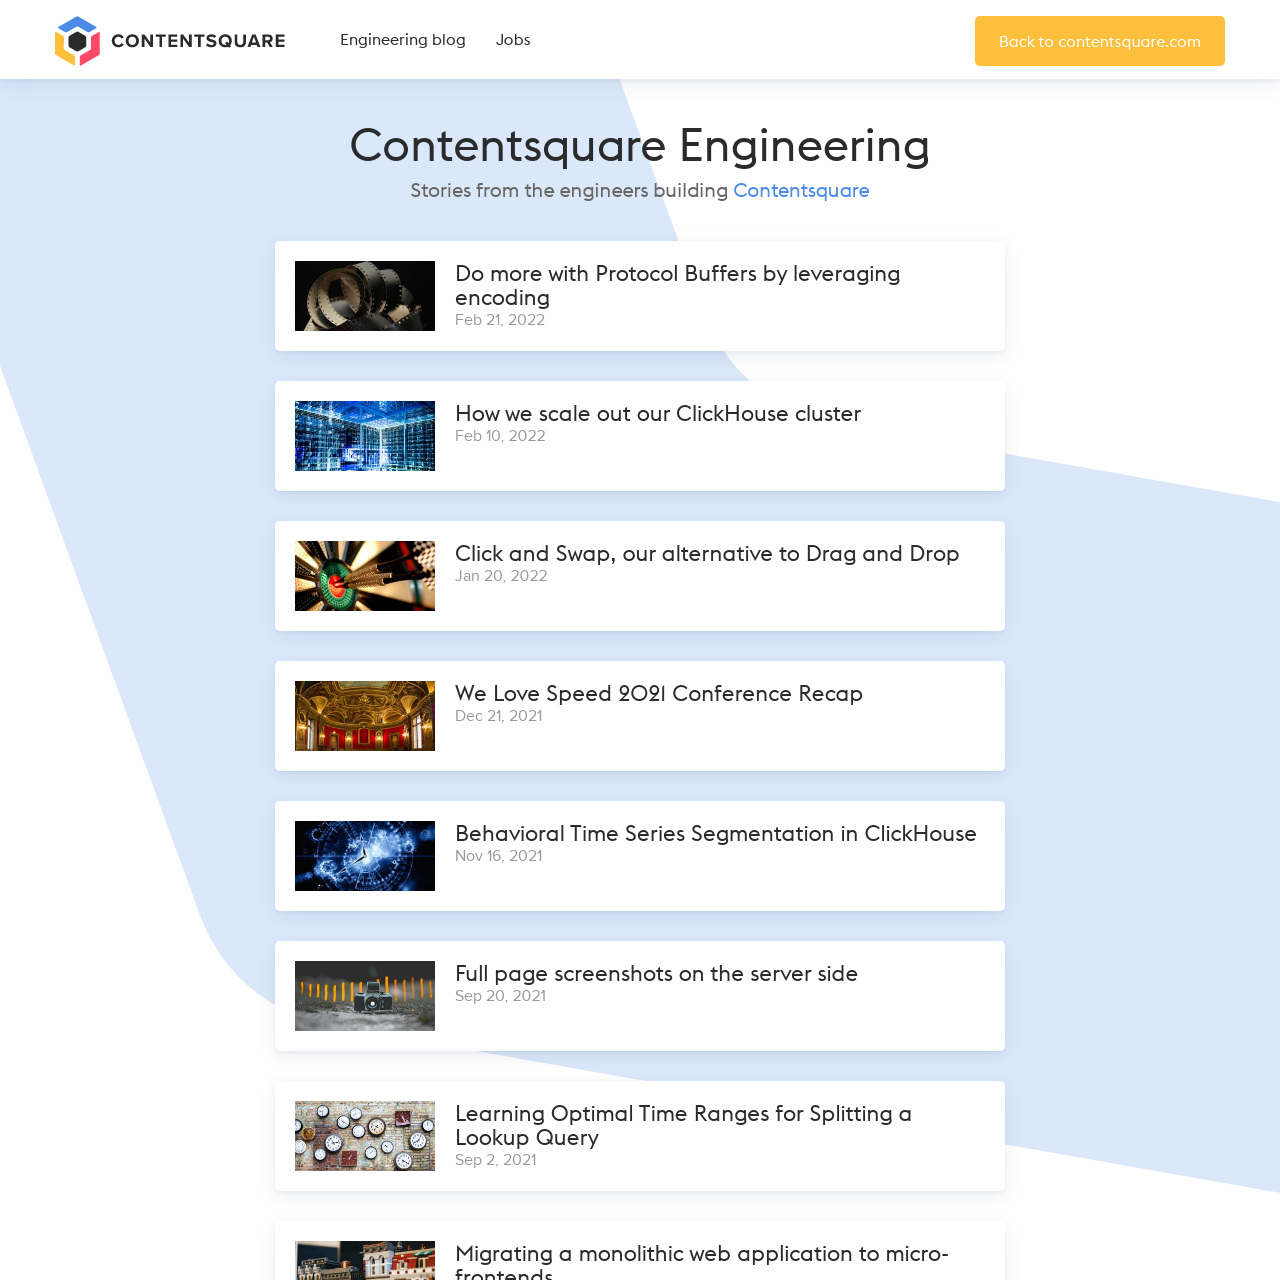 CONTENTSQUARE
Engineering blog
Jobs
Back to contentsquare.com
Contentsquare Engineering
Stories from the engineers building Contentsquare
Do more with Protocol Buffers by leveraging
encoding
Feb 21, 2022
How we scale out our ClickHouse cluster
Feb 10, 2022
Click and Swap, our alternative to Drag and Drop
Jan 20, 2022
We Love Speed 2021 Conference Recap
Dec 21, 2021
Behavioral Time Series Segmentation in ClickHouse
Nov 16, 2021
Full page screenshots on the server side
Sep 20, 2021
Learning Optimal Time Ranges for Splitting a
Lookup Query
Sep 2, 2021
Migrating a monolithic web application to micro-
frontends